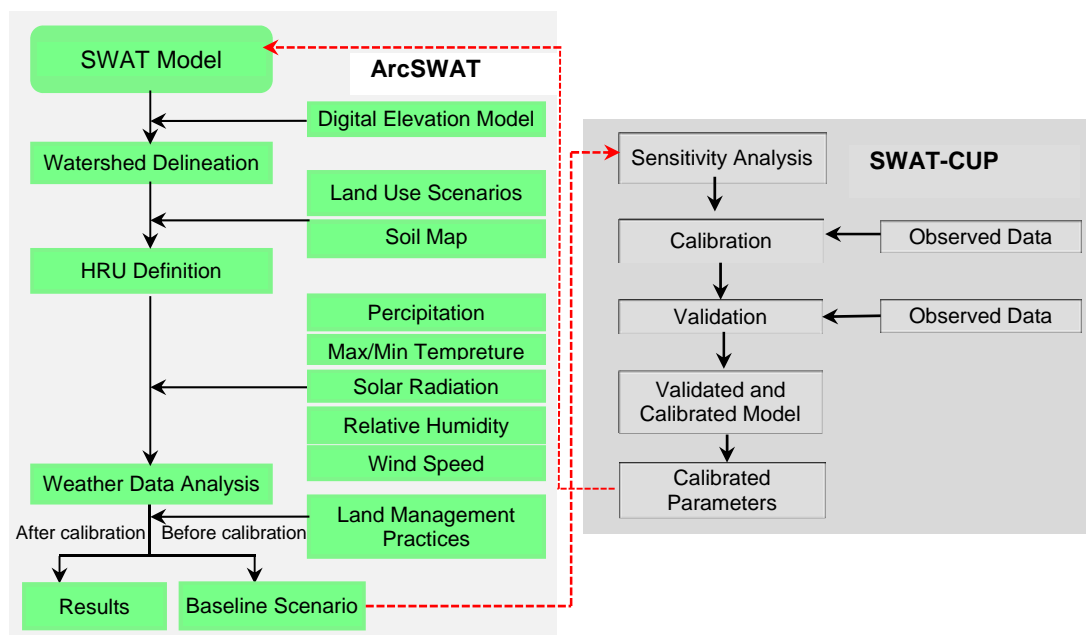 SWAT Model
ArcSWAT
Digital Elevation Model
Watershed Delineation
Land Use Scenarios
Soil Map
HRU Definition
Percipitation
Max/Min Tempreture
Solar Radiation
Relative Humidity
Wind Speed
Weather Data Analysis
Land Management
Practices
After calibration
Before calibration
Results
Baseline Scenario
SWAT-CUP
Sensitivity Analysis
Calibration
Observed Data
Validation
Observed Data
Validated and
Calibrated Model
Calibrated
Parameters